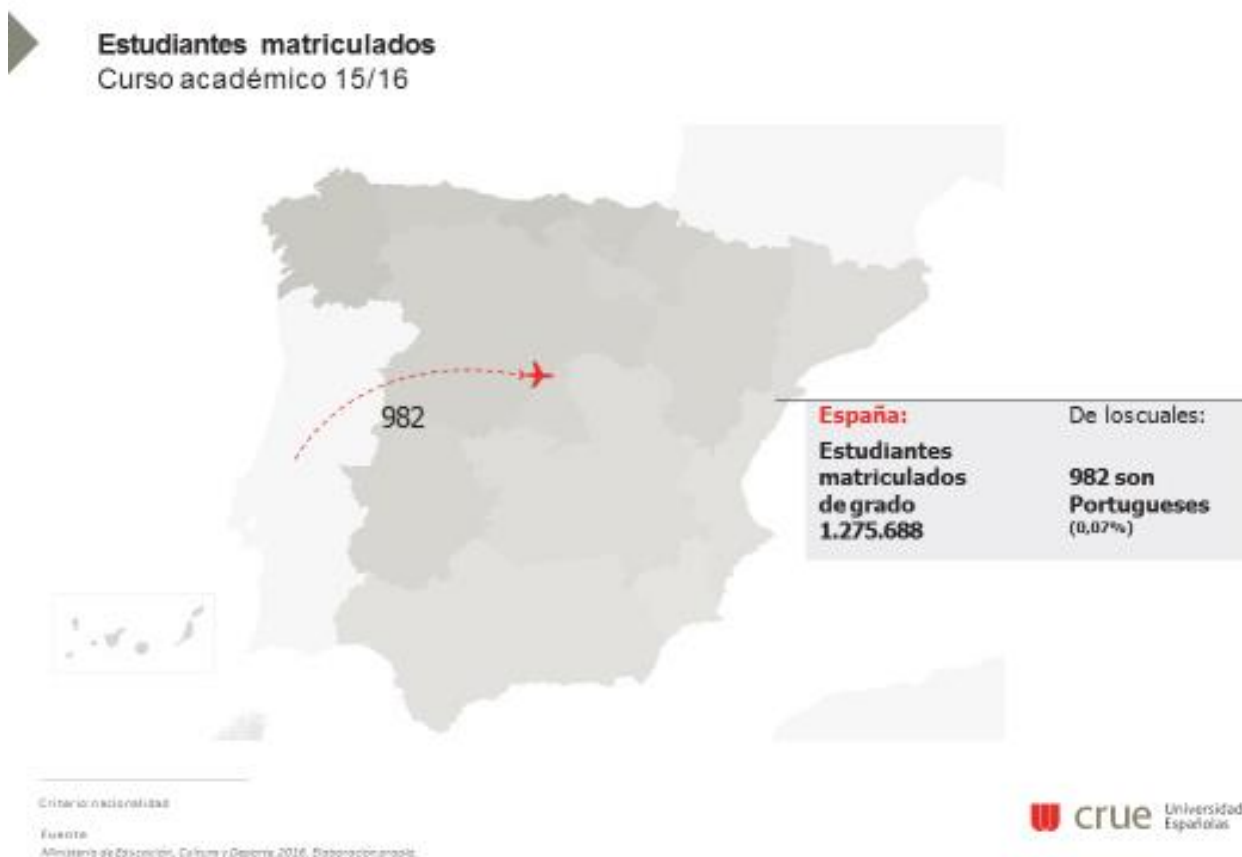 Estudiantes matriculados
Curso académico 15/16
982
España:
Estudiantes
matriculados
de grado
1.275.688
De los cuales:
982 son
Portugueses
(0,07%)
Criterio nacionalidad
Fuente
Ministerio de Educación, Cultura y Deporte 2016. Elaboración propia.
crue
Universidad
Españolas